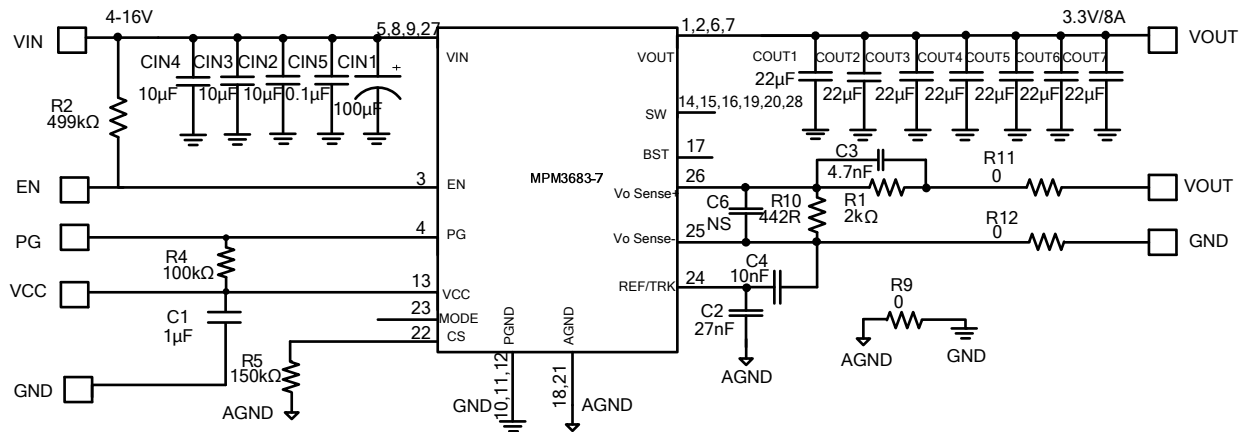 4-16V
5,8,9,27
1,2,6,7
3.3V/8A
VIN
VOUT
VIN
VOUT
CIN4
CIN3
CIN2
CIN5
CIN1
+
10µF
10µF
10µF
0.1µF
100µF
COUT1
COUT2
COUT3
COUT4
COUT5
COUT6
COUT7
22µF
22µF
22µF
22µF
22µF
22µF
22µF
R2
499kΩ
14,15,16,19,20,28
SW
17
BST
MPM3683-7
C3
4.7nF
R11
0
EN
3
EN
26
Vo Sense+
C6
NS
R10
442R
R1
2kΩ
VOUT
R12
0
PG
4
PG
25
Vo Sense-
GND
R4
100kΩ
C4
10nF
VCC
13
VCC
24
REF/TRK
23
MODE
22
CS
C1
1µF
C2
27nF
R9
0
AGND
GND
PGND
AGND
R5
150kΩ
GND
AGND
GND
10,11,12
18,21
AGND
AGND